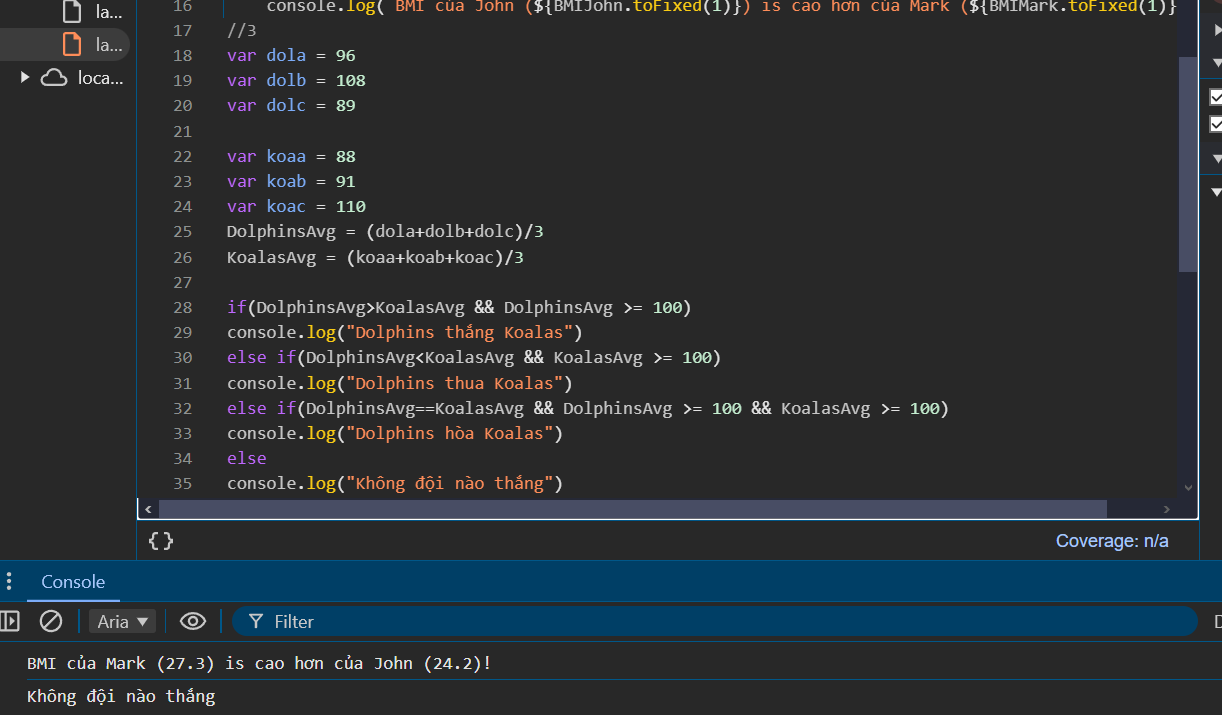 la...
la...
loca...
16 console.log(`BMI của John (${BMIJohn.toFixed(1)}) is cao hơn của Mark (${BMIMark.toFixed(1)}
17 //3
18 var dola = 96
19 var dolb = 108
20 var dolc = 89
21
22 var koaa = 88
23 var koab = 91
24 var koac = 110
25 DolphinsAvg = (dola+dolb+dolc)/3
26 KoalasAvg = (koaa+koab+koac)/3
27
28 if(DolphinsAvg>KoalasAvg && DolphinsAvg >= 100)
29 console.log("Dolphins thắng Koalas")
30 else if(DolphinsAvg<KoalasAvg && KoalasAvg >= 100)
31 console.log("Dolphins thua Koalas")
32 else if(DolphinsAvg==KoalasAvg && DolphinsAvg >= 100 && KoalasAvg >= 100)
33 console.log("Dolphins hòa Koalas")
34 else
35 console.log("Không đội nào thắng")
{}
Coverage: n/a
Console
Aria ▼
Filter
BMI của Mark (27.3) is cao hơn của John (24.2)!
Không đội nào thắng